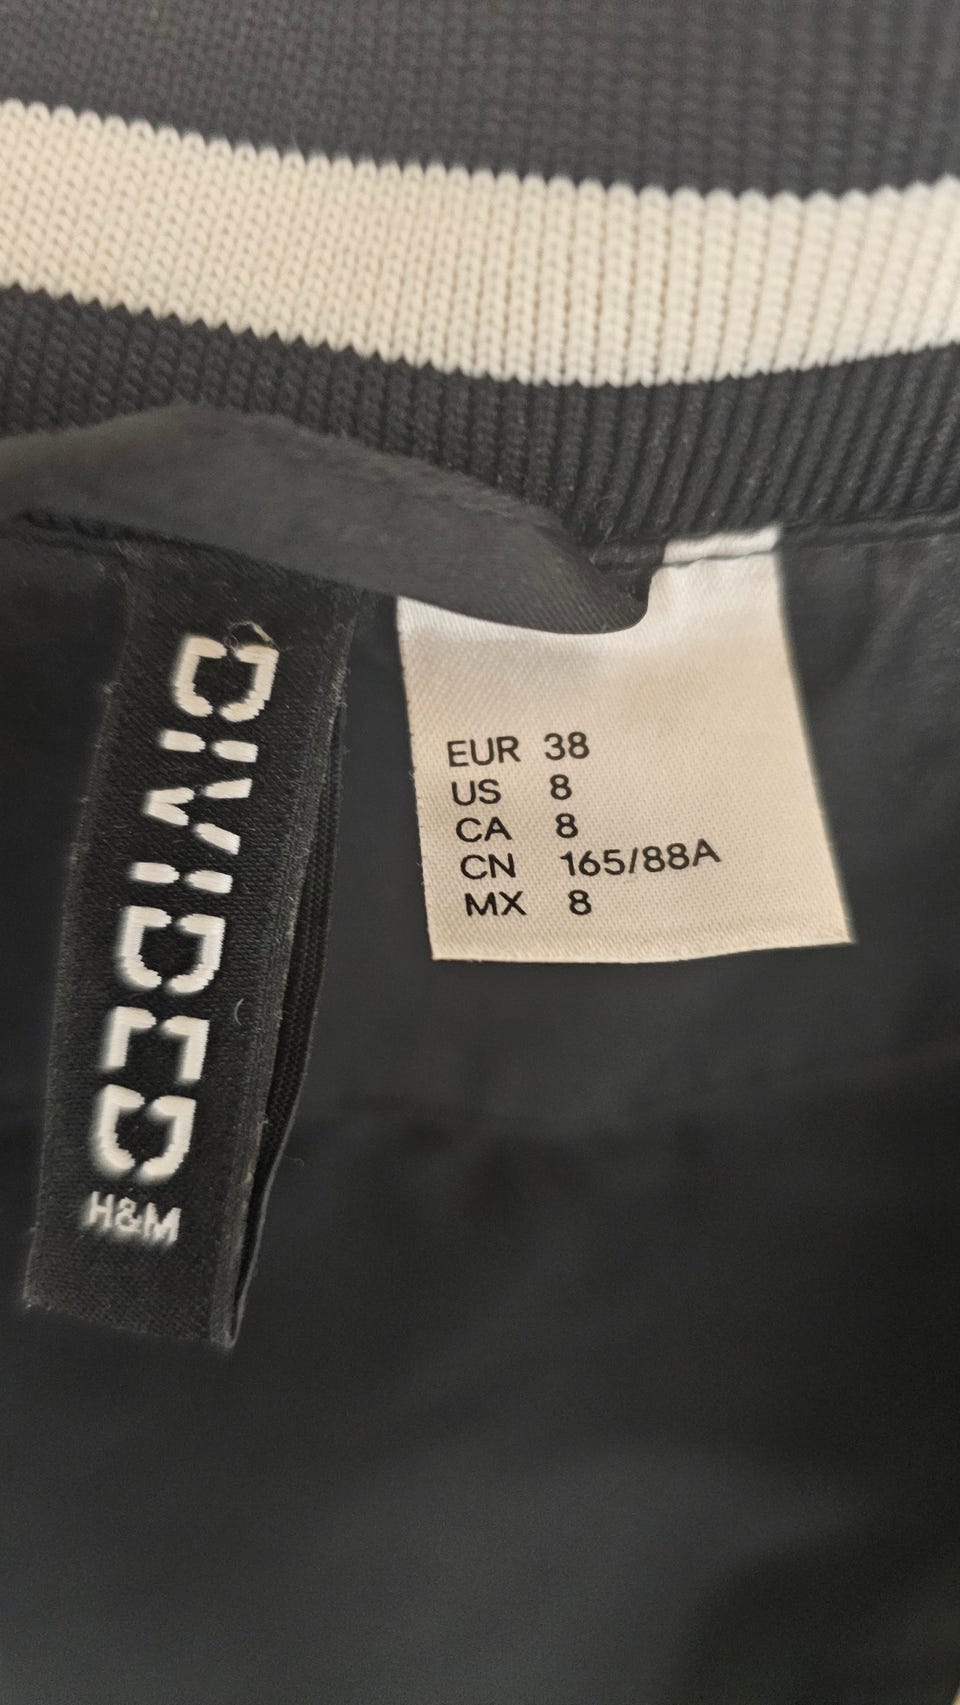 DIVIDED
H&M
EUR 38
US 8
CA 8
CN 165/88A
MX 8